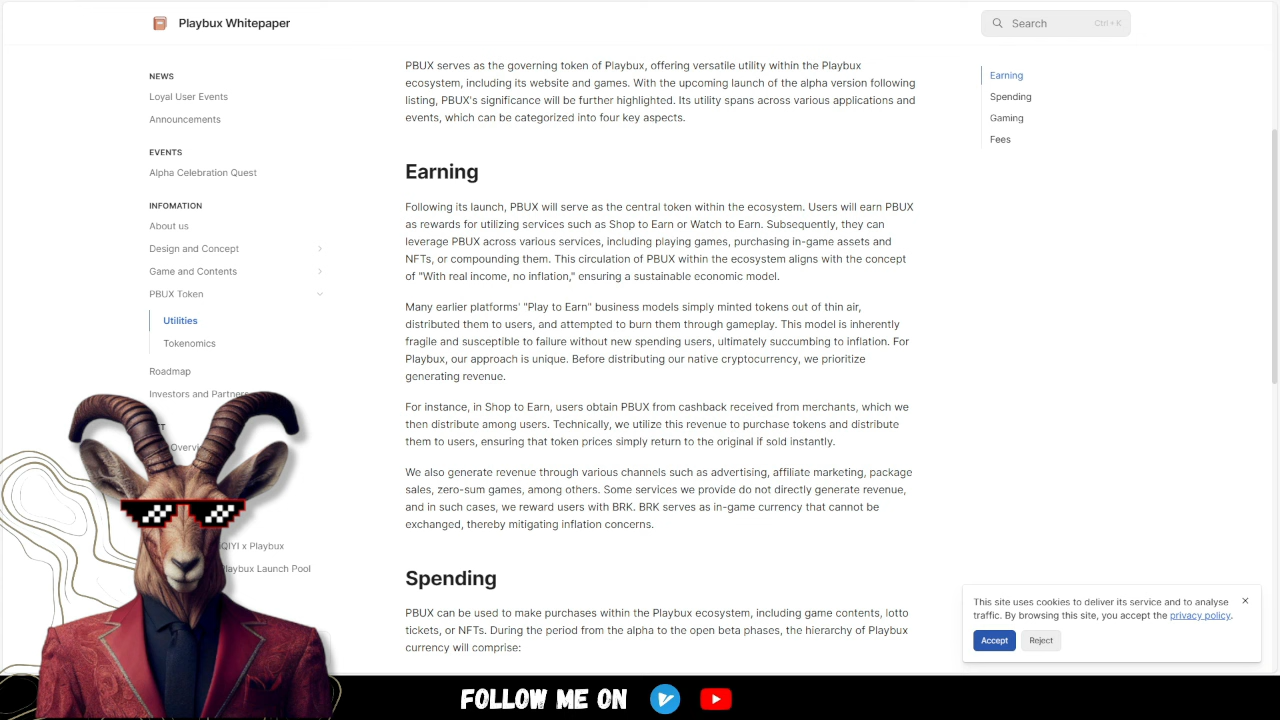 Playbux Whitepaper
Search
Ctrl + K
NEWS
Loyal User Events
Announcements
EVENTS
Alpha Celebration Quest
INFOMATION
About us
Design and Concept
Game and Contents
PBUX Token
Utilities
Tokenomics
Roadmap
Investors and Partners
QIYI x Playbux
Playbux Launch Pool
PBUX serves as the governing token of Playbux, offering versatile utility within the Playbux
ecosystem, including its website and games. With the upcoming launch of the alpha version following
listing, PBUX's significance will be further highlighted. Its utility spans across various applications and
events, which can be categorized into four key aspects.
Earning
Following its launch, PBUX will serve as the central token within the ecosystem. Users will earn PBUX
as rewards for utilizing services such as Shop to Earn or Watch to Earn. Subsequently, they can
leverage PBUX across various services, including playing games, purchasing in-game assets and
NFTs, or compounding them. This circulation of PBUX within the ecosystem aligns with the concept
of "With real income, no inflation," ensuring a sustainable economic model.
Many earlier platforms' "Play to Earn" business models simply minted tokens out of thin air,
distributed them to users, and attempted to burn them through gameplay. This model is inherently
fragile and susceptible to failure without new spending users, ultimately succumbing to inflation. For
Playbux, our approach is unique. Before distributing our native cryptocurrency, we prioritize
generating revenue.
For instance, in Shop to Earn, users obtain PBUX from cashback received from merchants, which we
then distribute among users. Technically, we utilize this revenue to purchase tokens and distribute
them to users, ensuring that token prices simply return to the original if sold instantly.
We also generate revenue through various channels such as advertising, affiliate marketing, package
sales, zero-sum games, among others. Some services we provide do not directly generate revenue,
and in such cases, we reward users with BRK. BRK serves as in-game currency that cannot be
exchanged, thereby mitigating inflation concerns.
Spending
PBUX can be used to make purchases within the Playbux ecosystem, including game contents, lotto
tickets, or NFTs. During the period from the alpha to the open beta phases, the hierarchy of Playbux
currency will comprise:
Earning
Spending
Gaming
Fees
This site uses cookies to deliver its service and to analyse
traffic. By browsing this site, you accept the privacy policy.
Accept
Reject
FOLLOW ME ON